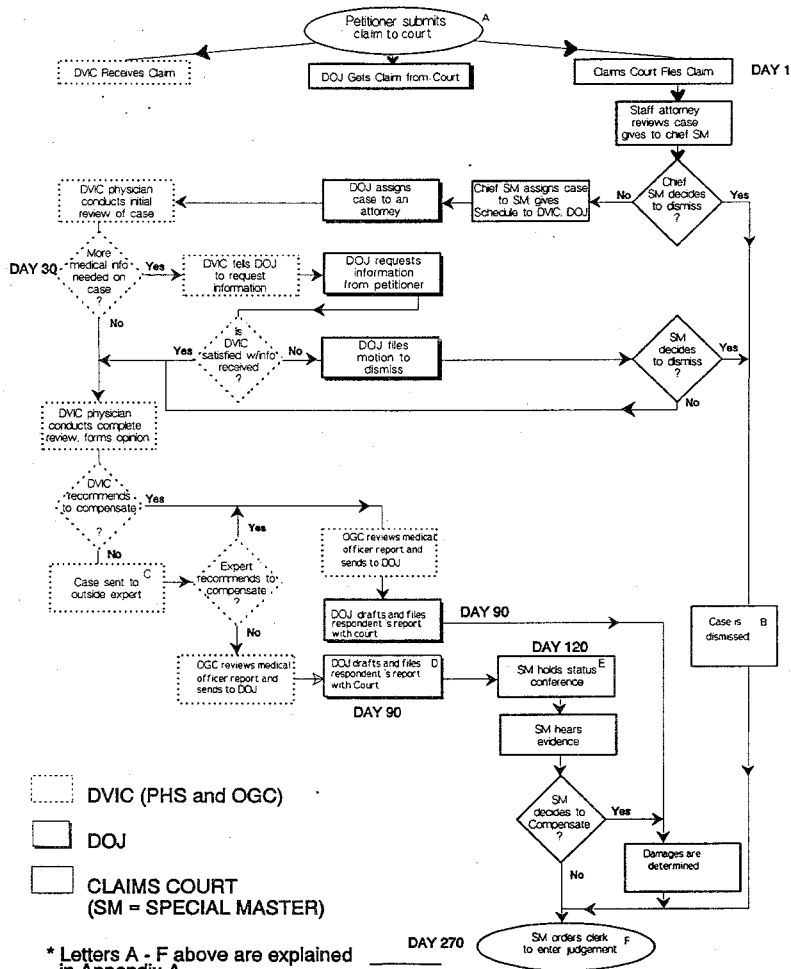 Petitioner submits
claim to court
A
DVIC Receives Claim
DOJ Gets Claim from Court
Claims Court Files Claim
DAY 1
Staff attorney
reviews case
gives to chief SM
DVIC physician
conducts initial
review of case
DOJ assigns
case to an
attorney
Chief SM assigns case
to SM, gives
Schedule to DVIC, DOJ
No
Chief
SM decides
to dismiss
?
Yes
DAY 30
More
medical info
needed on
case
?
Yes
No
DVIC tells DOJ
to request
information
DOJ requests
information
from petitioner
Yes
Is
DVIC
satisfied w/info
received
?
No
DOJ files
motion to
dismiss
SM
decides
to dismiss
?
Yes
No
DVIC physician
conducts complete
review, forms opinion
DVIC
recommends
to compensate
?
Yes
No
Yes
OGC reviews medical
officer report and
sends to DOJ
Case sent to
outside expert
C
Expert
recommends to
compensate
?
No
DOJ drafts and files
respondent's report
with court
DAY 90
Case is
dismissed
B
OGC reviews medical
officer report and
sends to DOJ
DOJ drafts and files
respondent's report
with Court
D
DAY 90
DAY 120
SM holds status
conference
E
SM hears
evidence
SM
decides to
Compensate
?
Yes
No
Damages are
determined
DVIC (PHS and OGC)
DOJ
CLAIMS COURT
(SM = SPECIAL MASTER)
* Letters A - F above are explained
in Appendix A
DAY 270
SM orders clerk
to enter judgement
F